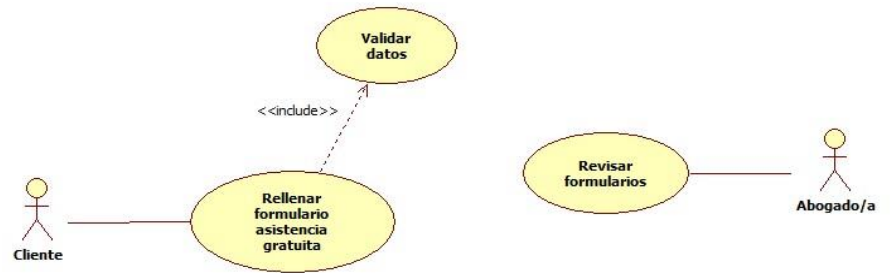 Validar
datos
<<include>>
Rellenar
formulario
asistencia
gratuita
Cliente
Revisar
formularios
Abogado/a